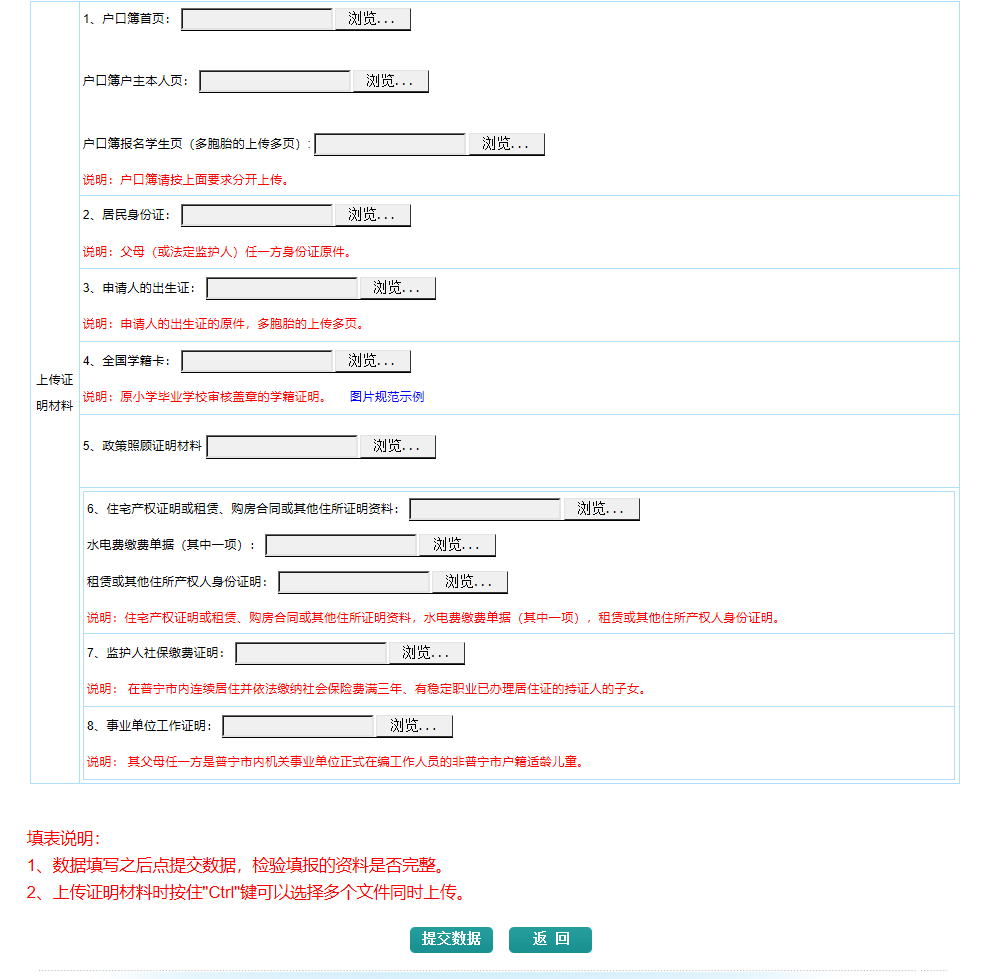 1、户口簿首页： 浏览...
户口簿户主本人页： 浏览...
户口簿报名学生页（多胞胎的上传多页）: 浏览...
说明：户口簿请按上面要求分开上传。
2、居民身份证： 浏览...
说明：父母（或法定监护人）任一方身份证原件。
3、申请人的出生证： 浏览...
说明：申请人的出生证的原件，多胞胎的上传多页。
上传证
明材料
4、全国学籍卡： 浏览...
说明：原小学毕业学校审核盖章的学籍证明。 图片规范示例
5、政策照顾证明材料 浏览...
6、住宅产权证明或租赁、购房合同或其他住所证明资料： 浏览...
水电费缴费单据（其中一项）： 浏览...
租赁或其他住所产权人身份证明： 浏览...
说明：住宅产权证明或租赁、购房合同或其他住所证明资料，水电费缴费单据（其中一项），租赁或其他住所产权人身份证明。
7、监护人社保缴费证明： 浏览...
说明： 在普宁市内连续居住并依法缴纳社会保险费满三年、有稳定职业已办理居住证的持证人的子女。
8、事业单位工作证明： 浏览...
说明： 其父母任一方是普宁市内机关事业单位正式在编工作人员的非普宁市户籍适龄儿童。
填表说明：
1、数据填写之后点提交数据，检验填报的资料是否完整。
2、上传证明材料时按住"Ctrl"键可以选择多个文件同时上传。
提交数据 返 回